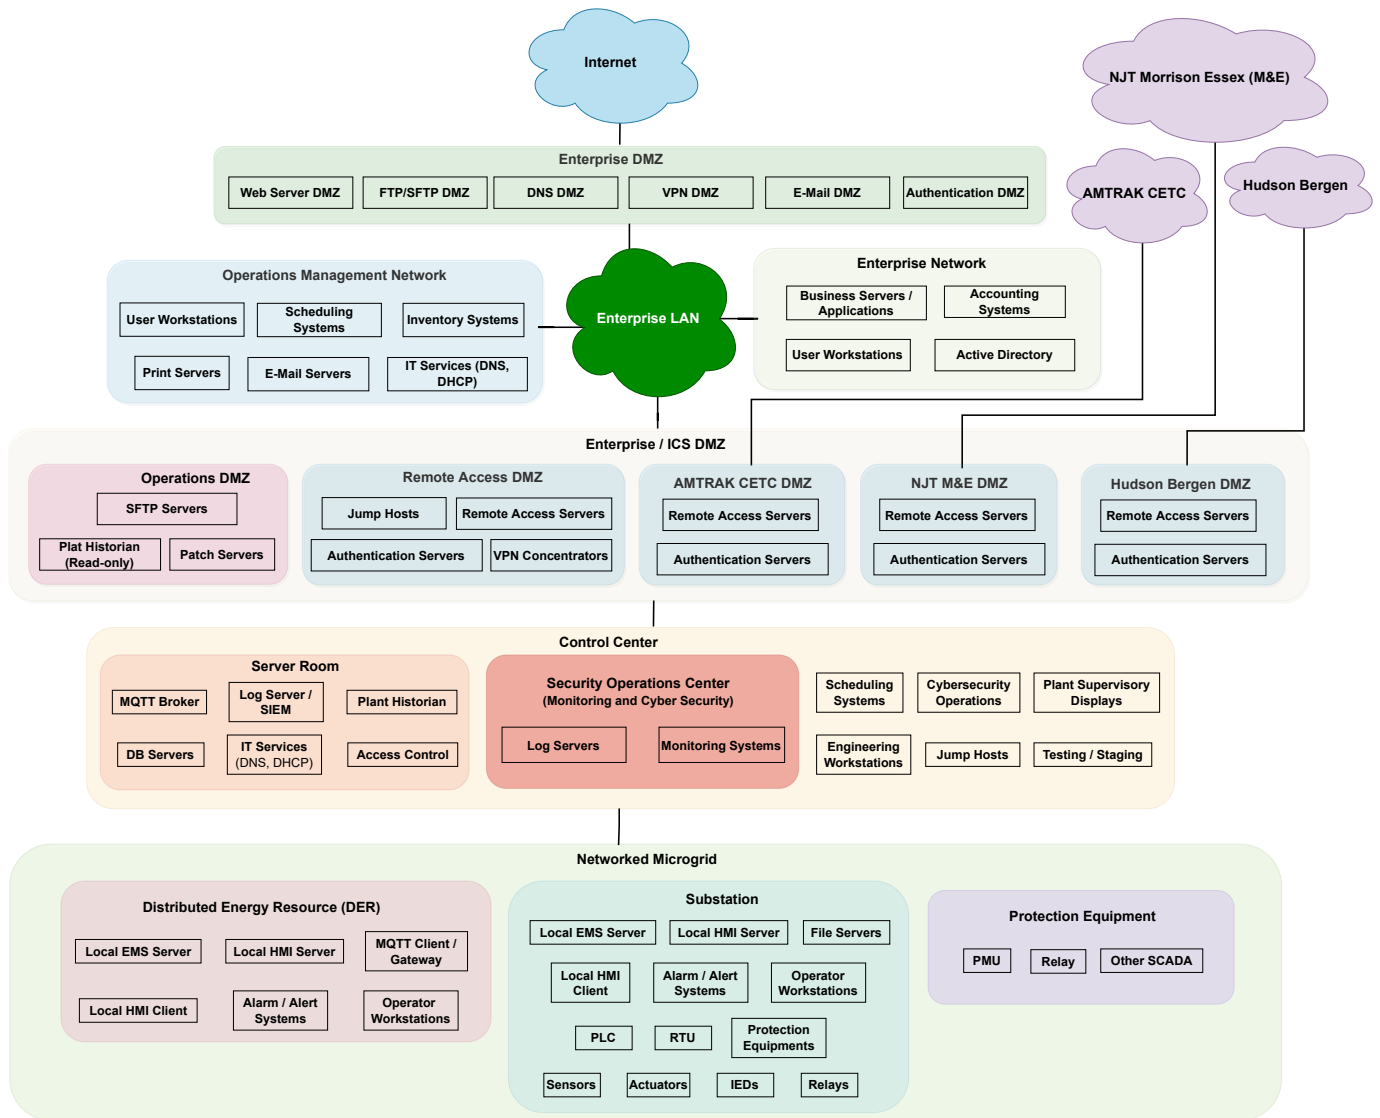 Internet
NJT Morrison Essex (M&E)
AMTRAK CETC
Hudson Bergen
Enterprise DMZ
Web Server DMZ
FTP/SFTP DMZ
DNS DMZ
VPN DMZ
E-Mail DMZ
Authentication DMZ
Operations Management Network
User Workstations
Scheduling
Systems
Inventory Systems
Print Servers
E-Mail Servers
IT Services (DNS,
DHCP)
Enterprise LAN
Enterprise Network
Business Servers /
Applications
Accounting
Systems
User Workstations
Active Directory
Enterprise / ICS DMZ
Operations DMZ
SFTP Servers
Plat Historian
(Read-only)
Patch Servers
Remote Access DMZ
Jump Hosts
Remote Access Servers
Authentication Servers
VPN Concentrators
AMTRAK CETC DMZ
Remote Access Servers
Authentication Servers
NJT M&E DMZ
Remote Access Servers
Authentication Servers
Hudson Bergen DMZ
Remote Access Servers
Authentication Servers
Control Center
Server Room
MQTT Broker
Log Server /
SIEM
Plant Historian
DB Servers
IT Services
(DNS, DHCP)
Access Control
Security Operations Center
(Monitoring and Cyber Security)
Log Servers
Monitoring Systems
Scheduling
Systems
Cybersecurity
Operations
Plant Supervisory
Displays
Engineering
Workstations
Jump Hosts
Testing / Staging
Networked Microgrid
Distributed Energy Resource (DER)
Local EMS Server
Local HMI Server
MQTT Client /
Gateway
Local HMI Client
Alarm / Alert
Systems
Operator
Workstations
Substation
Local EMS Server
Local HMI Server
File Servers
Local HMI
Client
Alarm / Alert
Systems
Operator
Workstations
PLC
RTU
Protection
Equipments
Sensors
Actuators
IEDs
Relays
Protection Equipment
PMU
Relay
Other SCADA